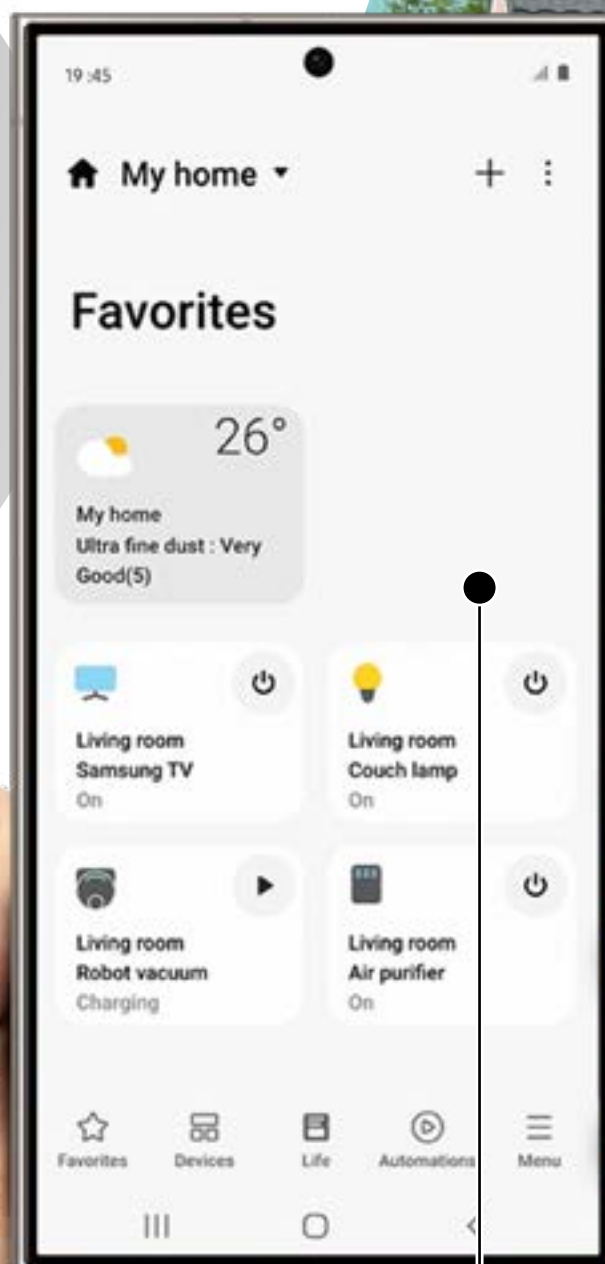 19:45
My home
Favorites
26°
My home
Ultra fine dust : Very
Good(5)
Living room
Samsung TV
On
Living room
Couch lamp
On
Living room
Robot vacuum
Charging
Living room
Air purifier
On
Favorites
Devices
Life
Automations
Menu